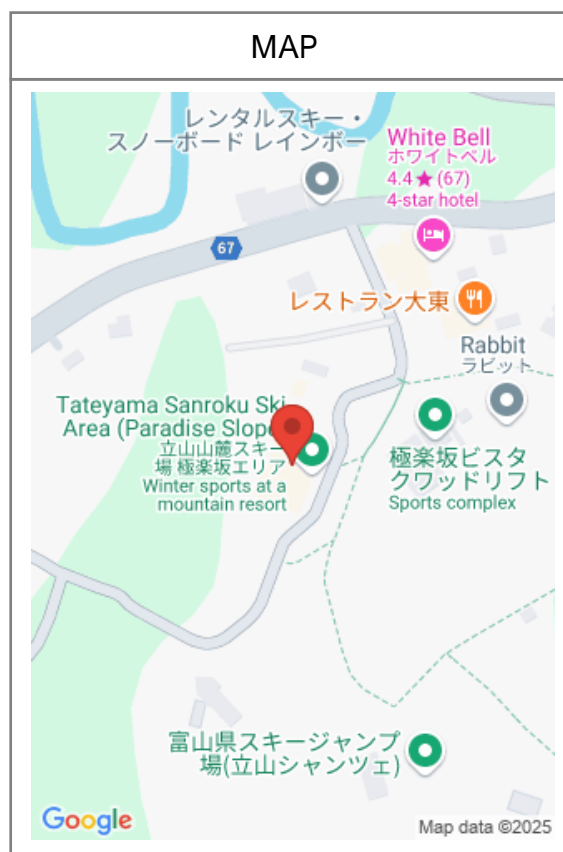 MAP
レンタルスキー・
スノーボード レインボー
White Bell
ホワイトベル
4.4★(67)
4-star hotel
67
レストラン大東
Rabbit
ラビット
Tateyama Sanroku Ski
Area (Paradise Slope
立山山麓スキー
場 極楽坂エリア
Winter sports at a
mountain resort
極楽坂ビスタ
クワッドリフト
Sports complex
富山県スキージャンプ
場(立山シャンツェ)
Google
Map data ©2025